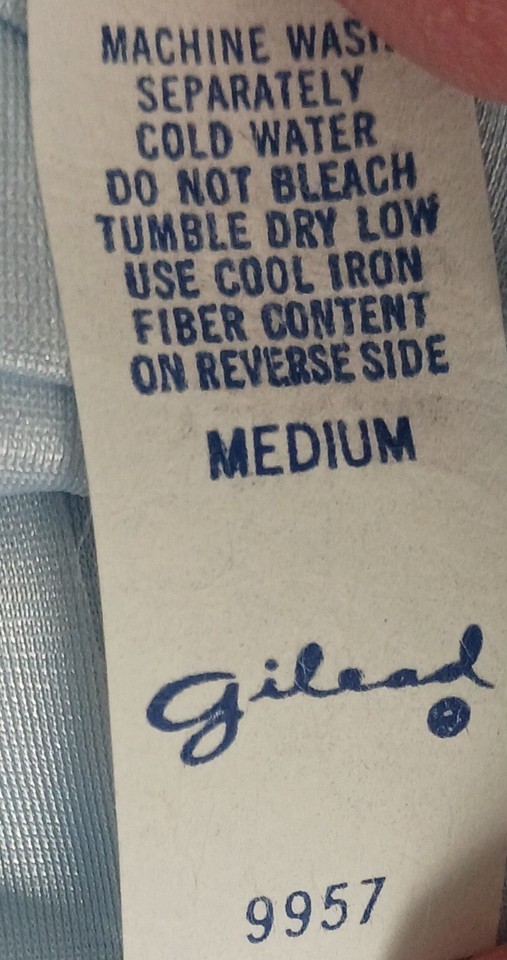 MACHINE WASH
SEPARATELY
COLD WATER
DO NOT BLEACH
TUMBLE DRY LOW
USE COOL IRON
FIBER CONTENT
ON REVERSE SIDE
MEDIUM
Gilead
9957